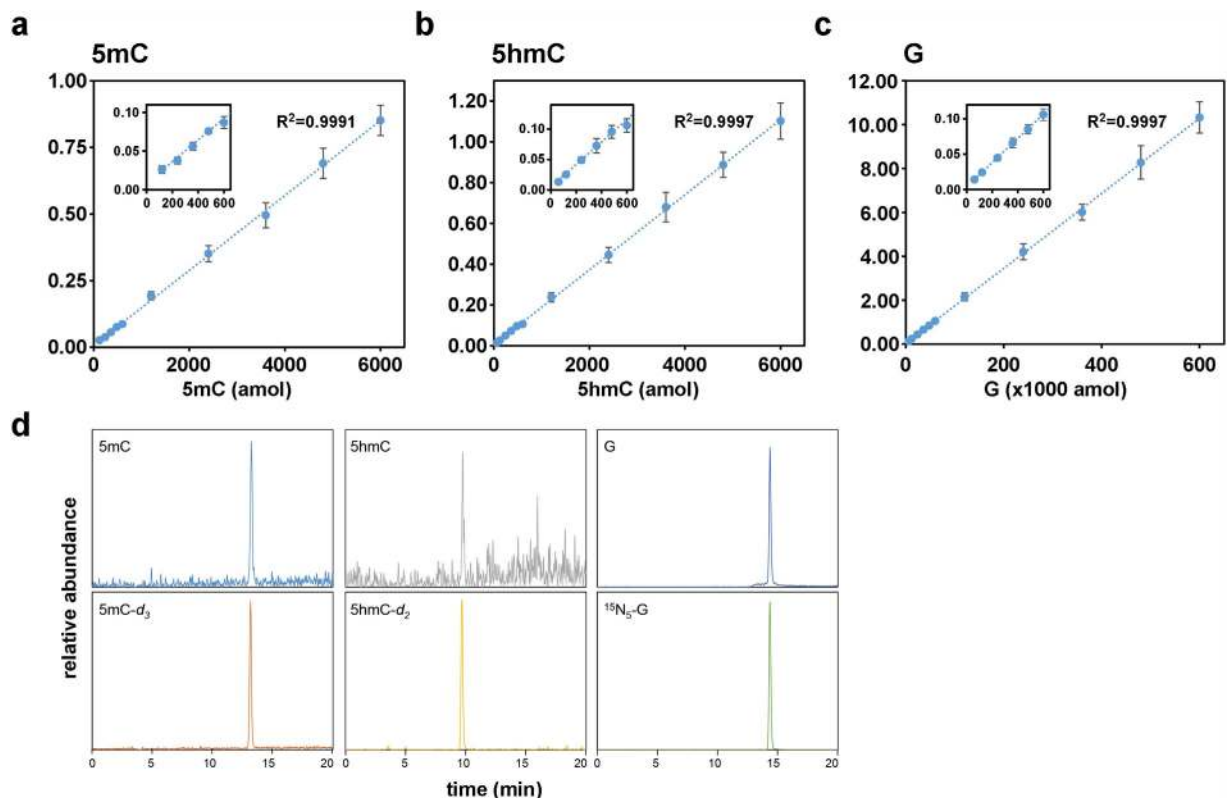 a
5mC
1.00
0.75
0.50
0.25
0.00
0 2000 4000 6000
5mC (amol)
R²=0.9991
0.10
0.05
0.00
200 400 600
b
5hmC
1.20
1.00
0.80
0.60
0.40
0.20
0.00
0 2000 4000 6000
5hmC (amol)
R²=0.9997
0.10
0.05
0.00
200 400 600
c
G
12.00
10.00
8.00
6.00
4.00
2.00
0.00
0 200 400 600
G (x1000 amol)
R²=0.9997
0.10
0.05
0.00
200 400 600
d
relative abundance
5mC
5hmC
G
5mC-d₃
5hmC-d₂
¹⁵N₅-G
0 5 10 15 20
0 5 10 15 20
0 5 10 15 20
time (min)